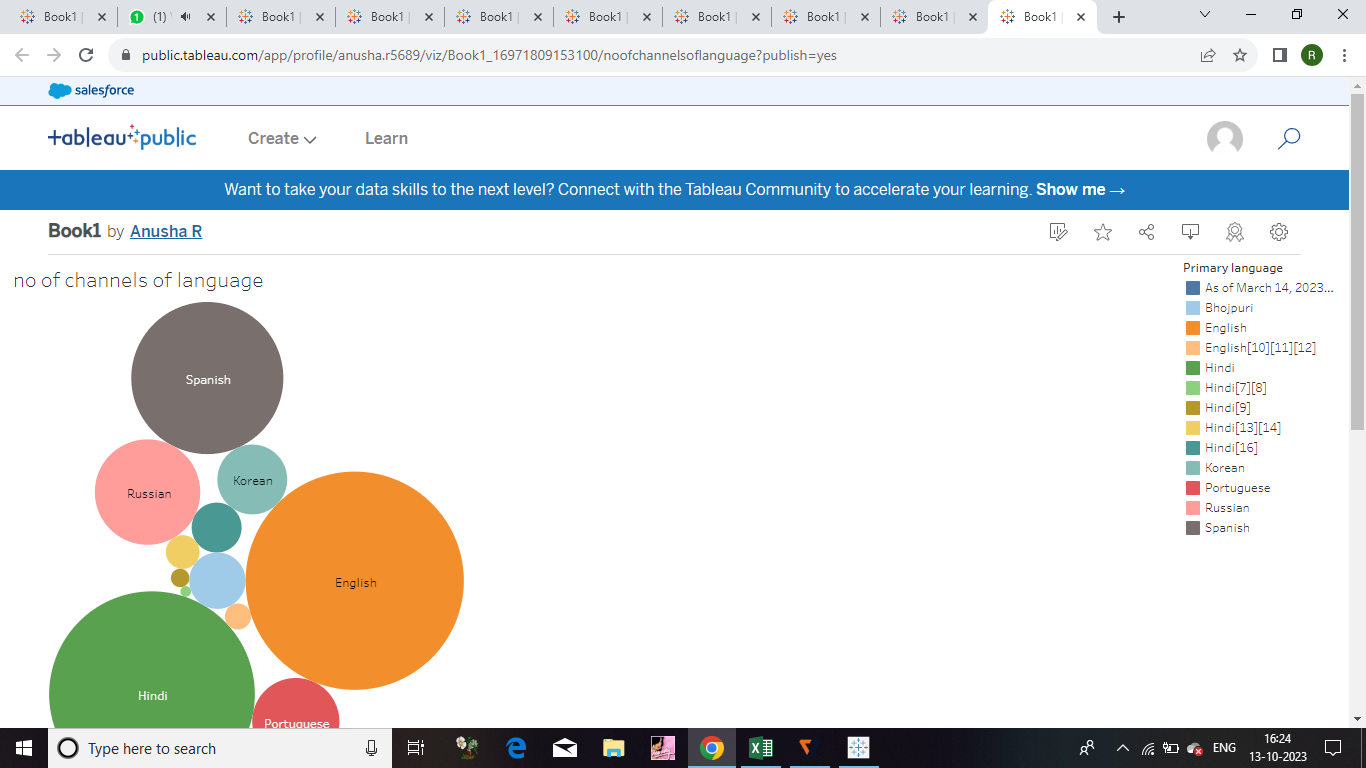 Book1 |
(1) \
Book1 |
Book1 |
Book1 |
Book1 |
Book1 |
Book1 |
Book1 |
Book1 |
public.tableau.com/app/profile/anusha.r5689/viz/Book1_16971809153100/noofchannelsoflanguage?publish=yes
R
salesforce
+ableau public
Create
Learn
Want to take your data skills to the next level? Connect with the Tableau Community to accelerate your learning. Show me →
Book1 by Anusha R
no of channels of language
Primary language
As of March 14, 2023...
Bhojpuri
English
English[10][11][12]
Hindi
Hindi[7][8]
Hindi[9]
Hindi[13][14]
Hindi[16]
Korean
Portuguese
Russian
Spanish
Spanish
Korean
Russian
English
Hindi
Portuguese
Type here to search
ENG
16:24
13-10-2023